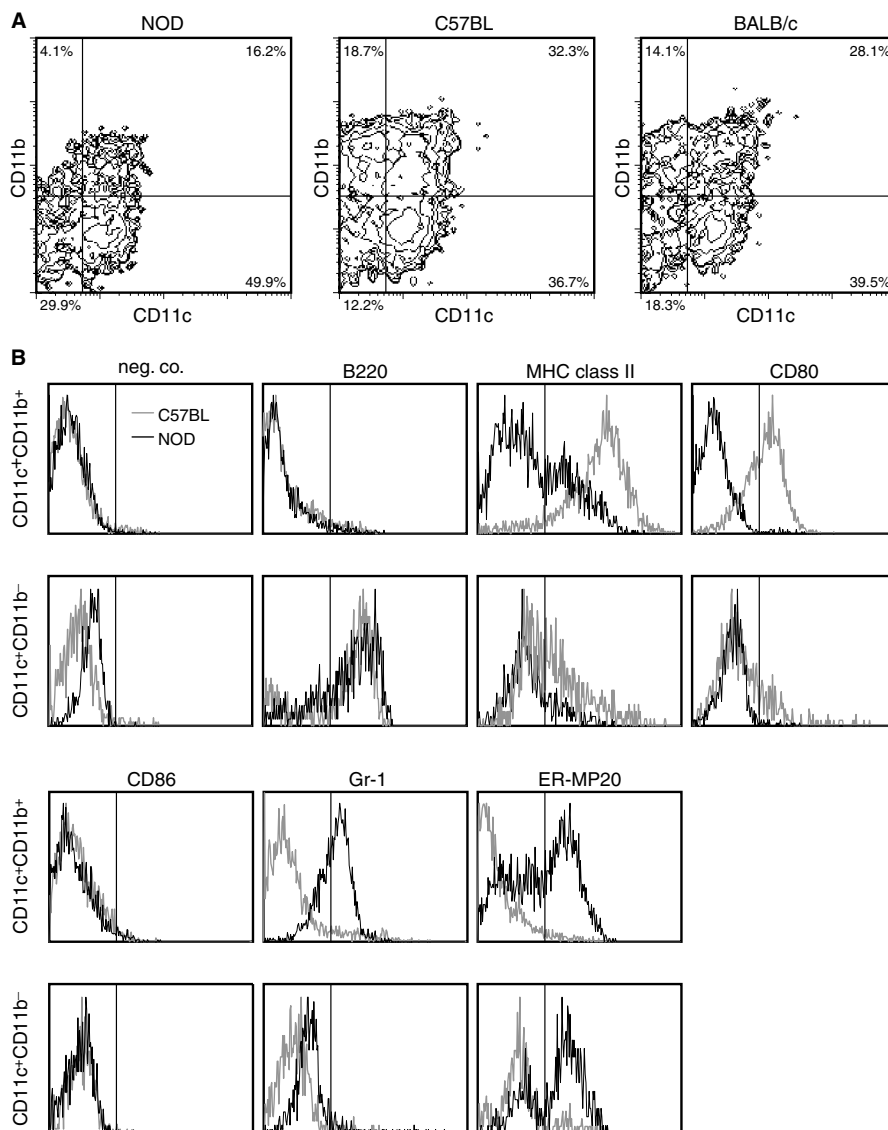 A
NOD
C57BL
BALB/c
4.1%
16.2%
18.7%
32.3%
14.1%
28.1%
CD11b
CD11b
CD11b
49.9%
36.7%
39.5%
29.9%
12.2%
18.3%
CD11c
CD11c
CD11c
B
neg. co.
B220
MHC class II
CD80
C57BL
NOD
CD11c⁺CD11b⁺
CD11c⁺CD11b⁻
CD86
Gr-1
ER-MP20
CD11c⁺CD11b⁺
CD11c⁺CD11b⁻